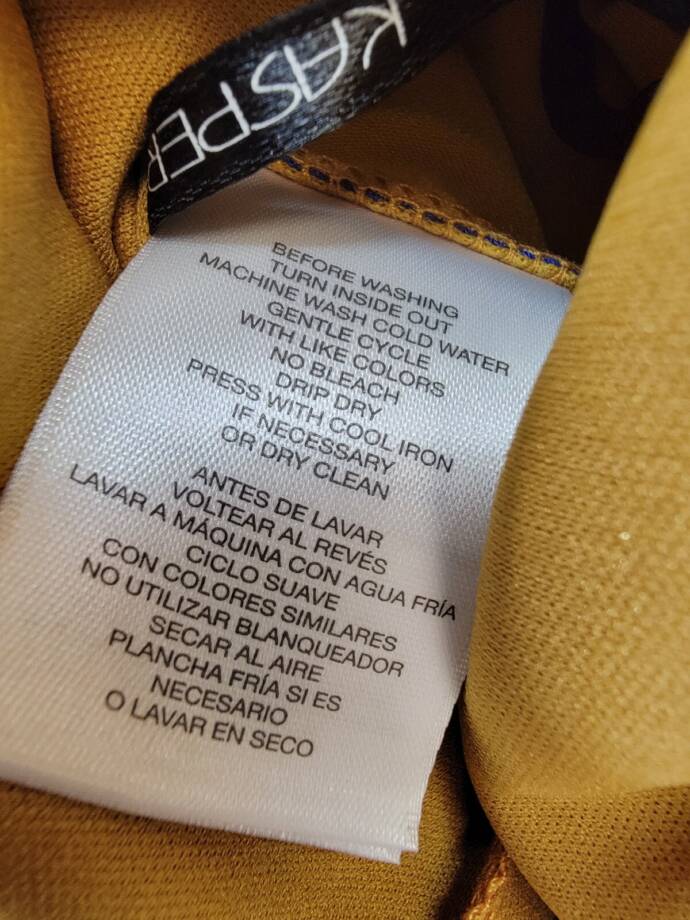 KASPER
BEFORE WASHING
TURN INSIDE OUT
MACHINE WASH COLD WATER
GENTLE CYCLE
WITH LIKE COLORS
NO BLEACH
DRIP DRY
PRESS WITH COOL IRON
IF NECESSARY
OR DRY CLEAN
ANTES DE LAVAR
VOLTEAR AL REVÉS
LAVAR A MÁQUINA CON AGUA FRÍA
CICLO SUAVE
CON COLORES SIMILARES
NO UTILIZAR BLANQUEADOR
SECAR AL AIRE
PLANCHA FRÍA SI ES
NECESARIO
O LAVAR EN SECO